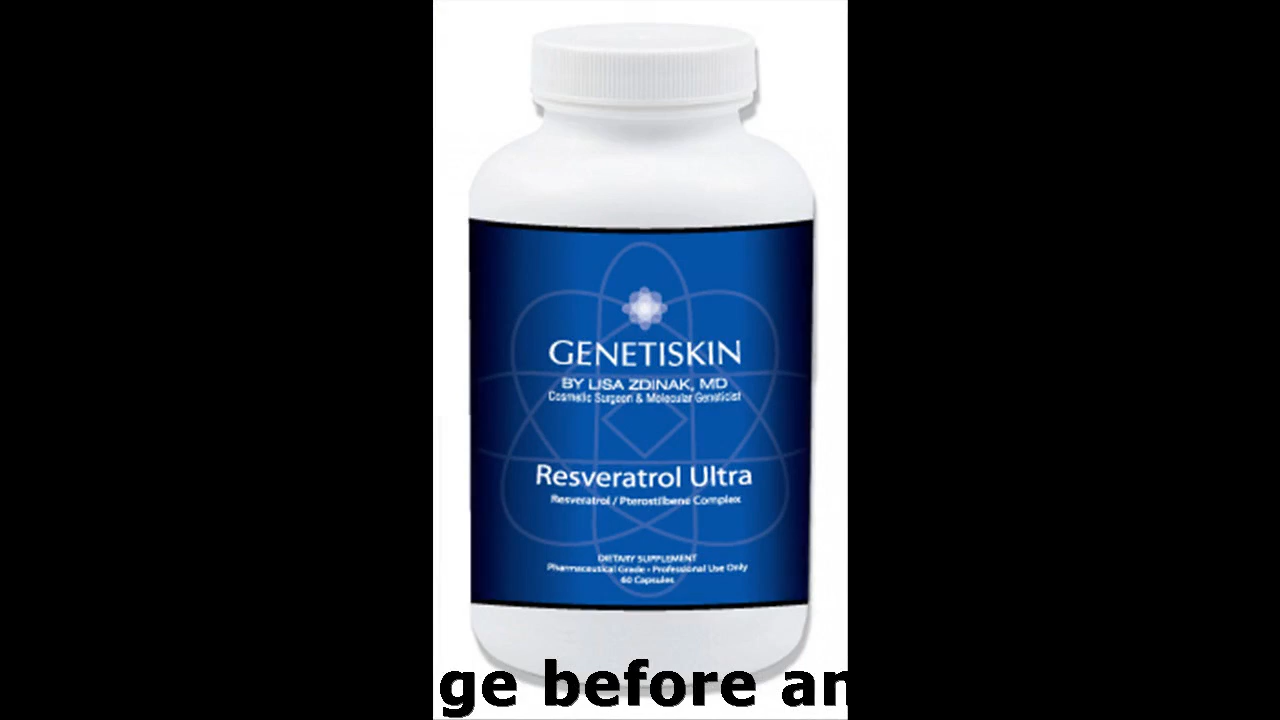 GENETISKIN
BY LISA ZDINAK, MD
Cosmetic Surgeon & Molecular Geneticist
Resveratrol Ultra
Resveratrol / Pterostilbene Complex
DIETARY SUPPLEMENT
Pharmaceutical Grade • Professional Use Only
60 Capsules
ge before an